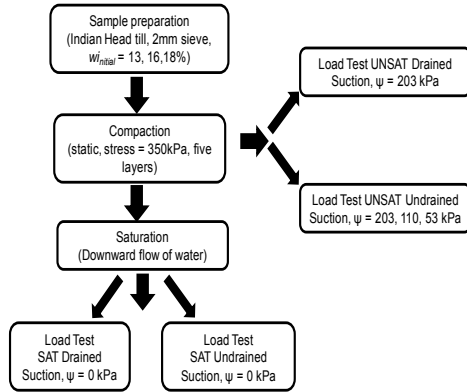 Sample preparation
(Indian Head till, 2mm sieve,
wi_nitial = 13, 16,18%)
Load Test UNSAT Drained
Suction, ψ = 203 kPa
Compaction
(static, stress = 350kPa, five
layers)
Load Test UNSAT Undrained
Suction, ψ = 203, 110, 53 kPa
Saturation
(Downward flow of water)
Load Test
SAT Drained
Suction, ψ = 0 kPa
Load Test
SAT Undrained
Suction, ψ = 0 kPa